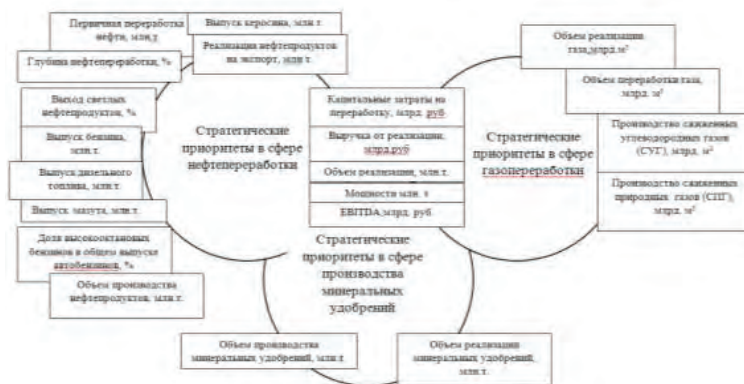 Первичная переработка
нефти, млн.т
Выпуск керосина, млн.т.
Реализация нефтепродуктов
на экспорт, млн т.
Глубина нефтепереработки, %
Выход светлых
нефтепродуктов, %
Выпуск бензина,
млн.т.
Выпуск дизельного
топлива, млн.т.
Выпуск мазута, млн.т.
Доля высокооктановых
бензинов в общем выпуске
автобензинов, %
Объем производства
нефтепродуктов, млн.т.
Стратегические
приоритеты в сфере
нефтепереработки
Капитальные затраты на
переработку, млрд. руб
Выручка от реализации,
млрд.руб
Объем реализации, млн.т.
Мощности млн. т
EBITDA,млрд. руб
Стратегические
приоритеты в сфере
газопереработки
Объем реализации
газа,млрд.м²
Объем переработки газа,
млрд. м²
Производство сжиженных
углеводородных газов
(СУГ), млрд. м²
Производство сжиженных
природных газов (СПГ),
млрд. м²
Стратегические
приоритеты в сфере
производства
минеральных
удобрений
Объем производства
минеральных удобрений, млн.т
Объем реализации
минеральных удобрений,
млн.т.